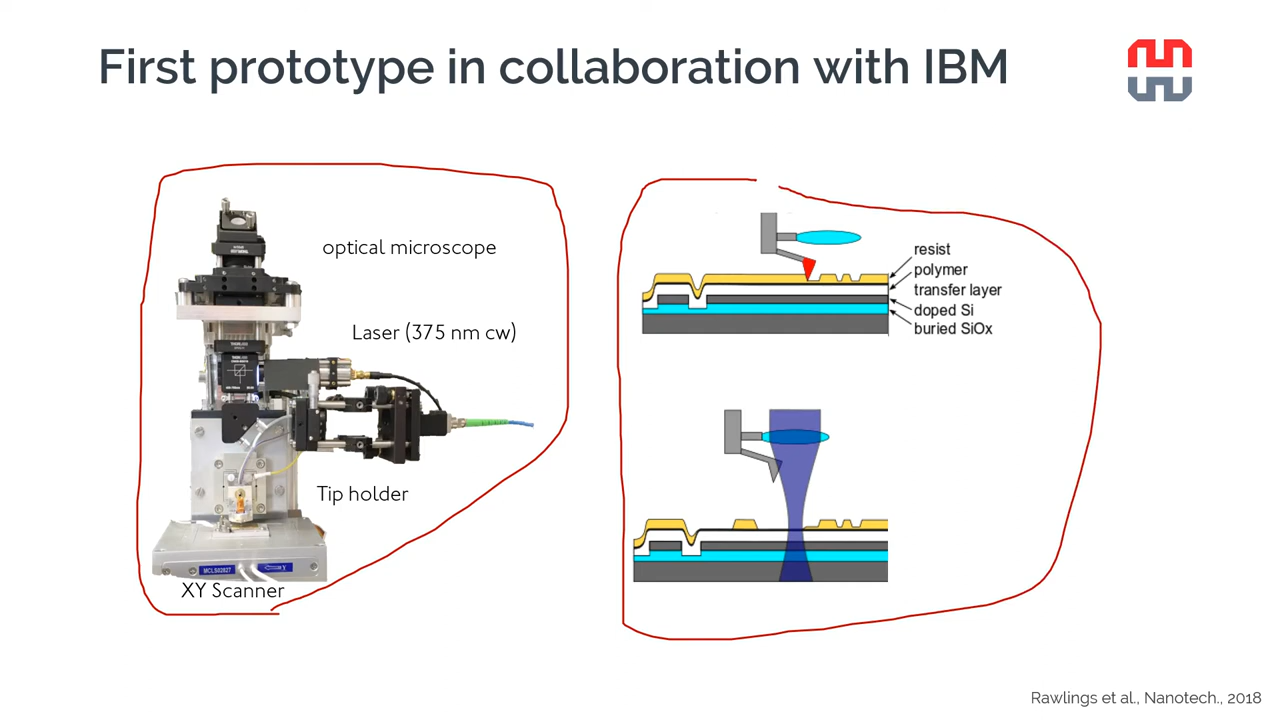 First prototype in collaboration with IBM
optical microscope
Laser (375 nm cw)
Tip holder
MCLS02827
Y
XY Scanner
resist
polymer
transfer layer
doped Si
buried SiOx
Rawlings et al., Nanotech., 2018